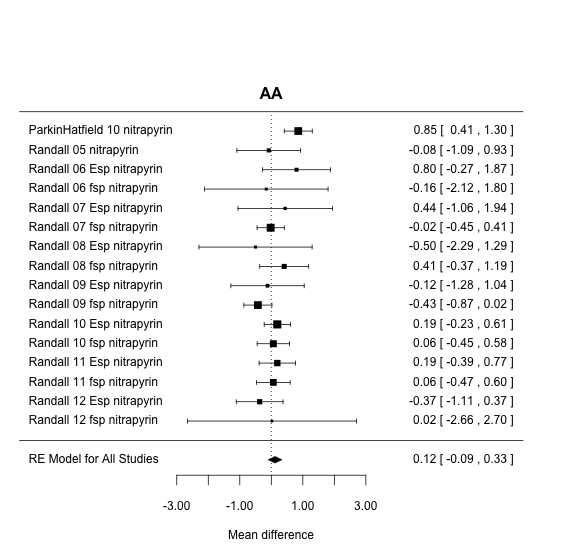 AA
ParkinHatfield 10 nitrapyrin 0.85 [ 0.41 , 1.30 ]
Randall 05 nitrapyrin -0.08 [ -1.09 , 0.93 ]
Randall 06 Esp nitrapyrin 0.80 [ -0.27 , 1.87 ]
Randall 06 fsp nitrapyrin -0.16 [ -2.12 , 1.80 ]
Randall 07 Esp nitrapyrin 0.44 [ -1.06 , 1.94 ]
Randall 07 fsp nitrapyrin -0.02 [ -0.45 , 0.41 ]
Randall 08 Esp nitrapyrin -0.50 [ -2.29 , 1.29 ]
Randall 08 fsp nitrapyrin 0.41 [ -0.37 , 1.19 ]
Randall 09 Esp nitrapyrin -0.12 [ -1.28 , 1.04 ]
Randall 09 fsp nitrapyrin -0.43 [ -0.87 , 0.02 ]
Randall 10 Esp nitrapyrin 0.19 [ -0.23 , 0.61 ]
Randall 10 fsp nitrapyrin 0.06 [ -0.45 , 0.58 ]
Randall 11 Esp nitrapyrin 0.19 [ -0.39 , 0.77 ]
Randall 11 fsp nitrapyrin 0.06 [ -0.47 , 0.60 ]
Randall 12 Esp nitrapyrin -0.37 [ -1.11 , 0.37 ]
Randall 12 fsp nitrapyrin 0.02 [ -2.66 , 2.70 ]
RE Model for All Studies 0.12 [ -0.09 , 0.33 ]
-3.00 -1.00 1.00 3.00
Mean difference